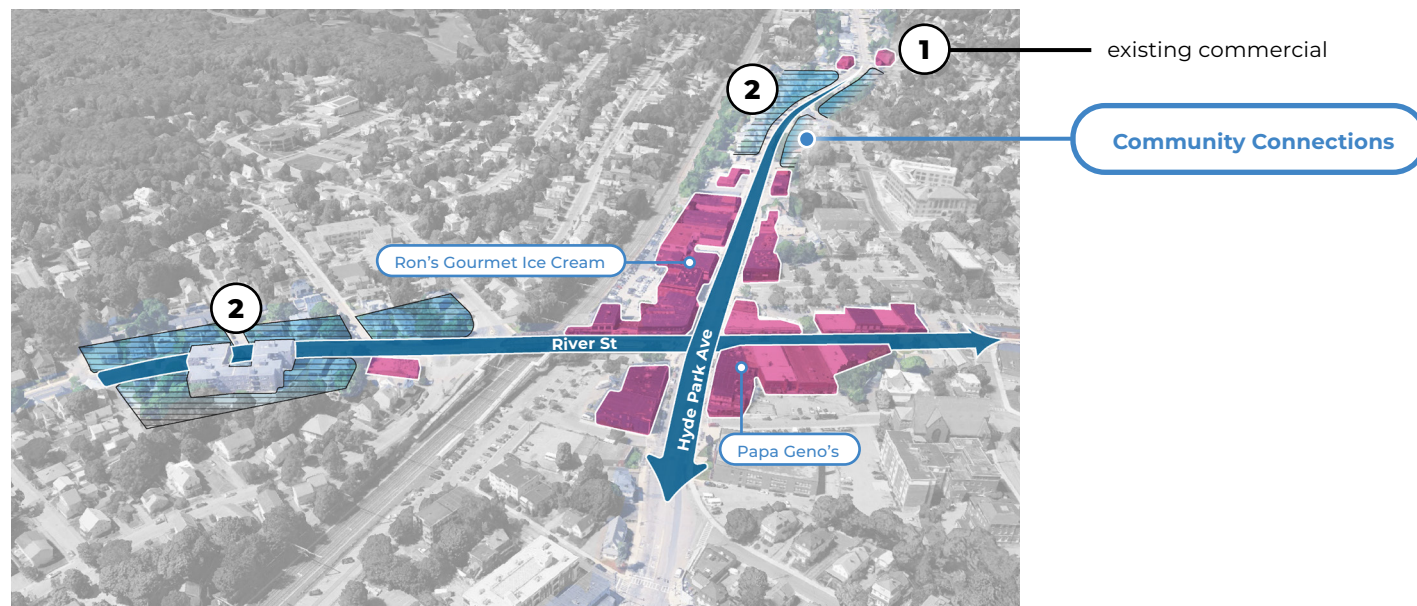 1
existing commercial
2
Community Connections
Ron's Gourmet Ice Cream
2
River St
Hyde Park Ave
Papa Geno's